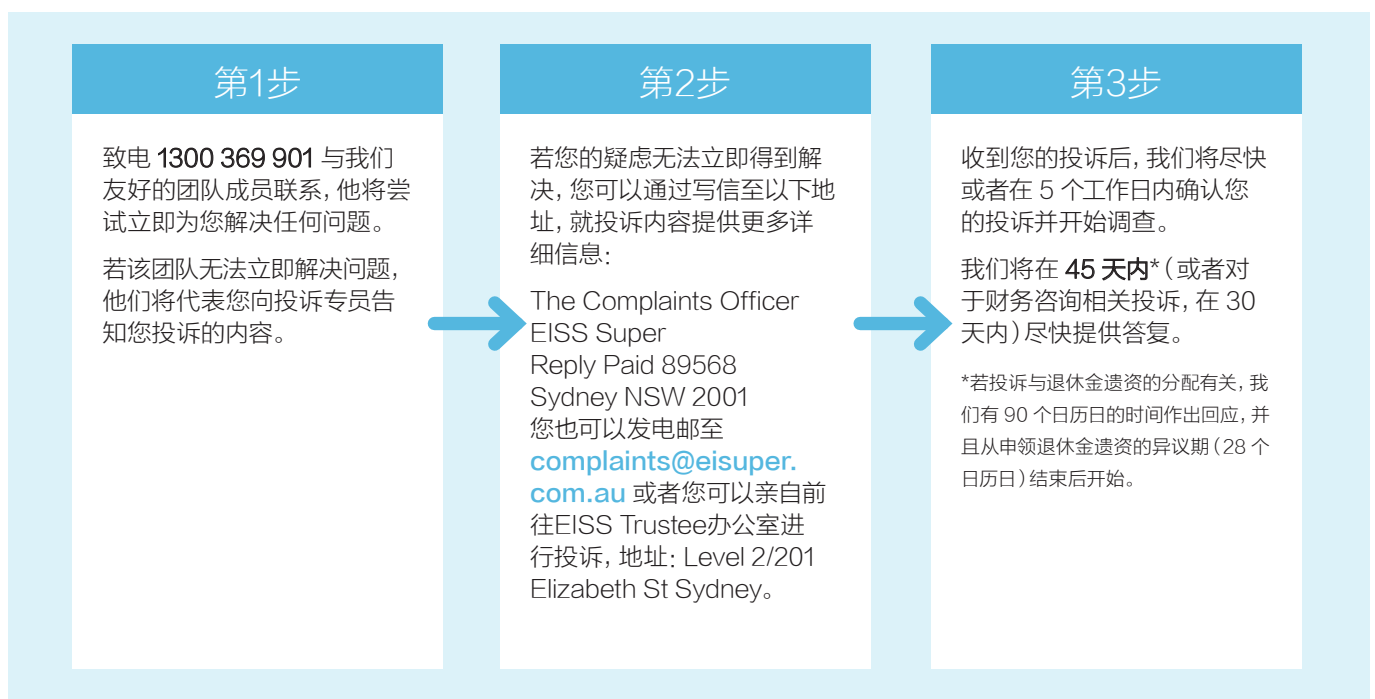 第1步
致电 1300 369 901 与我们
友好的团队成员联系, 他将尝
试立即为您解决任何问题。
若该团队无法立即解决问题,
他们将代表您向投诉专员告
知您投诉的内容。
第2步
若您的疑虑无法立即得到解
决, 您可以通过写信至以下地
址, 就投诉内容提供更多详
细信息:
The Complaints Officer
EISS Super
Reply Paid 89568
Sydney NSW 2001
您也可以发电邮至
complaints@eisuper.
com.au 或者您可以亲自前
往EISS Trustee办公室进
行投诉, 地址: Level 2/201
Elizabeth St Sydney。
第3步
收到您的投诉后, 我们将尽快
或者在 5 个工作日内确认您
的投诉并开始调查。
我们将在 45 天内* (或者对
于财务咨询相关投诉, 在 30
天内) 尽快提供答复。
*若投诉与退休金遗资的分配有关, 我
们有 90 个日历日的时间作出回应, 并
且从申领退休金遗资的异议期 (28 个
日历日) 结束后开始。